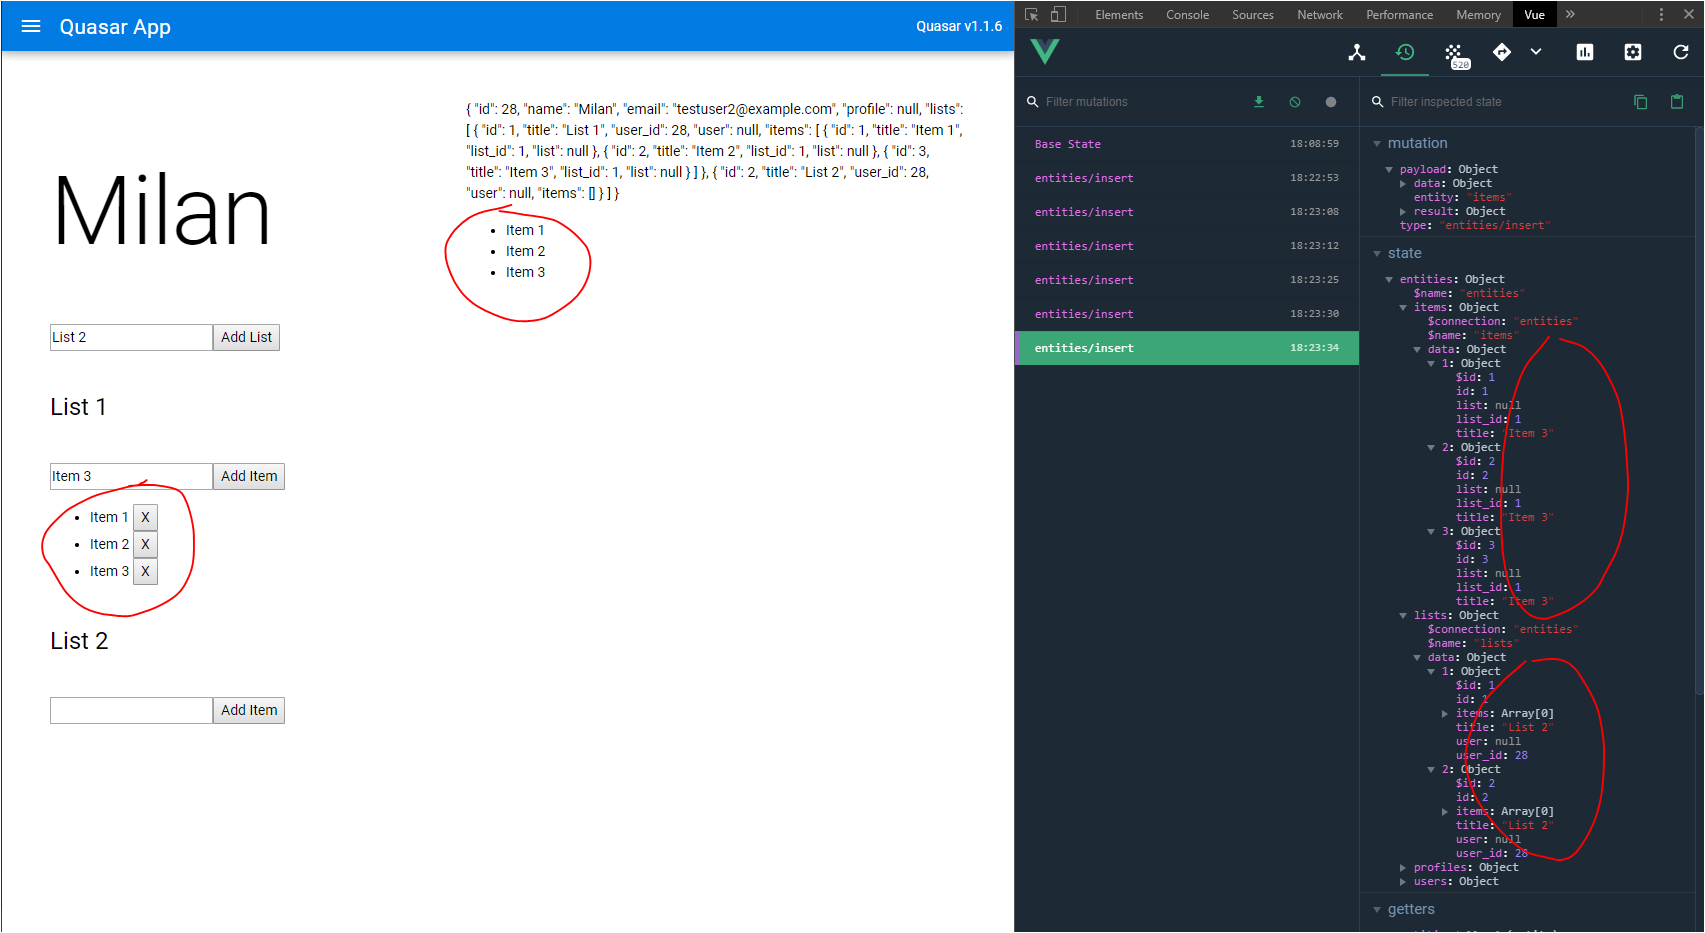 Quasar App
Quasar v1.1.6
Milan
{ "id": 28, "name": "Milan", "email": "testuser2@example.com", "profile": null, "lists":
[ { "id": 1, "title": "List 1", "user_id": 28, "user": null, "items": [ { "id": 1, "title": "Item 1",
"list_id": 1, "list": null }, { "id": 2, "title": "Item 2", "list_id": 1, "list": null }, { "id": 3,
"title": "Item 3", "list_id": 1, "list": null } ] }, { "id": 2, "title": "List 2", "user_id": 28,
"user": null, "items": [] } ] }
Item 1
Item 2
Item 3
List 2 Add List
List 1
Item 3 Add Item
Item 1 X
Item 2 X
Item 3 X
List 2
Add Item
Elements Console Sources Network Performance Memory Vue »
520
Filter mutations
Base State 18:08:59
entities/insert 18:22:53
entities/insert 18:23:08
entities/insert 18:23:12
entities/insert 18:23:25
entities/insert 18:23:30
entities/insert 18:23:34
Filter inspected state
mutation
payload: Object
data: Object
entity: "items"
result: Object
type: "entities/insert"
state
entities: Object
$name: "entities"
items: Object
$connection: "entities"
$name: "items"
data: Object
1: Object
$id: 1
id: 1
list: null
list_id: 1
title: "Item 3"
2: Object
$id: 2
id: 2
list: null
list_id: 1
title: "Item 3"
3: Object
$id: 3
id: 3
list: null
list_id: 1
title: "Item 3"
lists: Object
$connection: "entities"
$name: "lists"
data: Object
1: Object
$id: 1
id: 1
items: Array[0]
title: "List 2"
user: null
user_id: 28
2: Object
$id: 2
id: 2
items: Array[0]
title: "List 2"
user: null
user_id: 28
profiles: Object
users: Object
getters